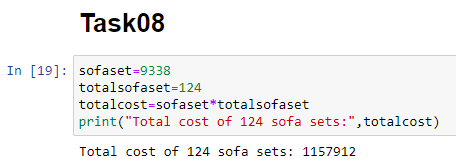 Task08
In [19]: sofaset=9338
totalsofaset=124
totalcost=sofaset*totalsofaset
print("Total cost of 124 sofa sets:",totalcost)
Total cost of 124 sofa sets: 1157912